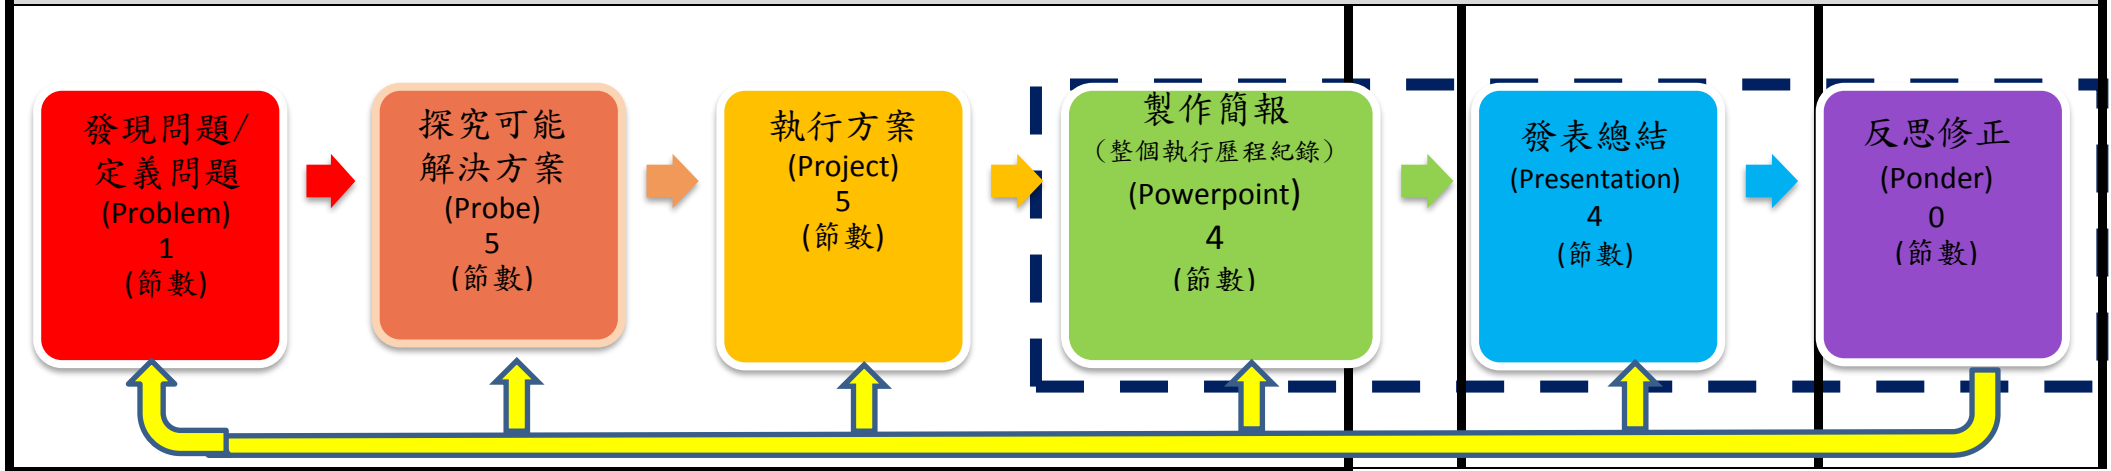 發現問題/
定義問題
(Problem)
1
(節數)
探究可能
解決方案
(Probe)
5
(節數)
執行方案
(Project)
5
(節數)
製作簡報
（整個執行歷程紀錄）
(Powerpoint)
4
(節數)
發表總結
(Presentation)
4
(節數)
反思修正
(Ponder)
0
(節數)